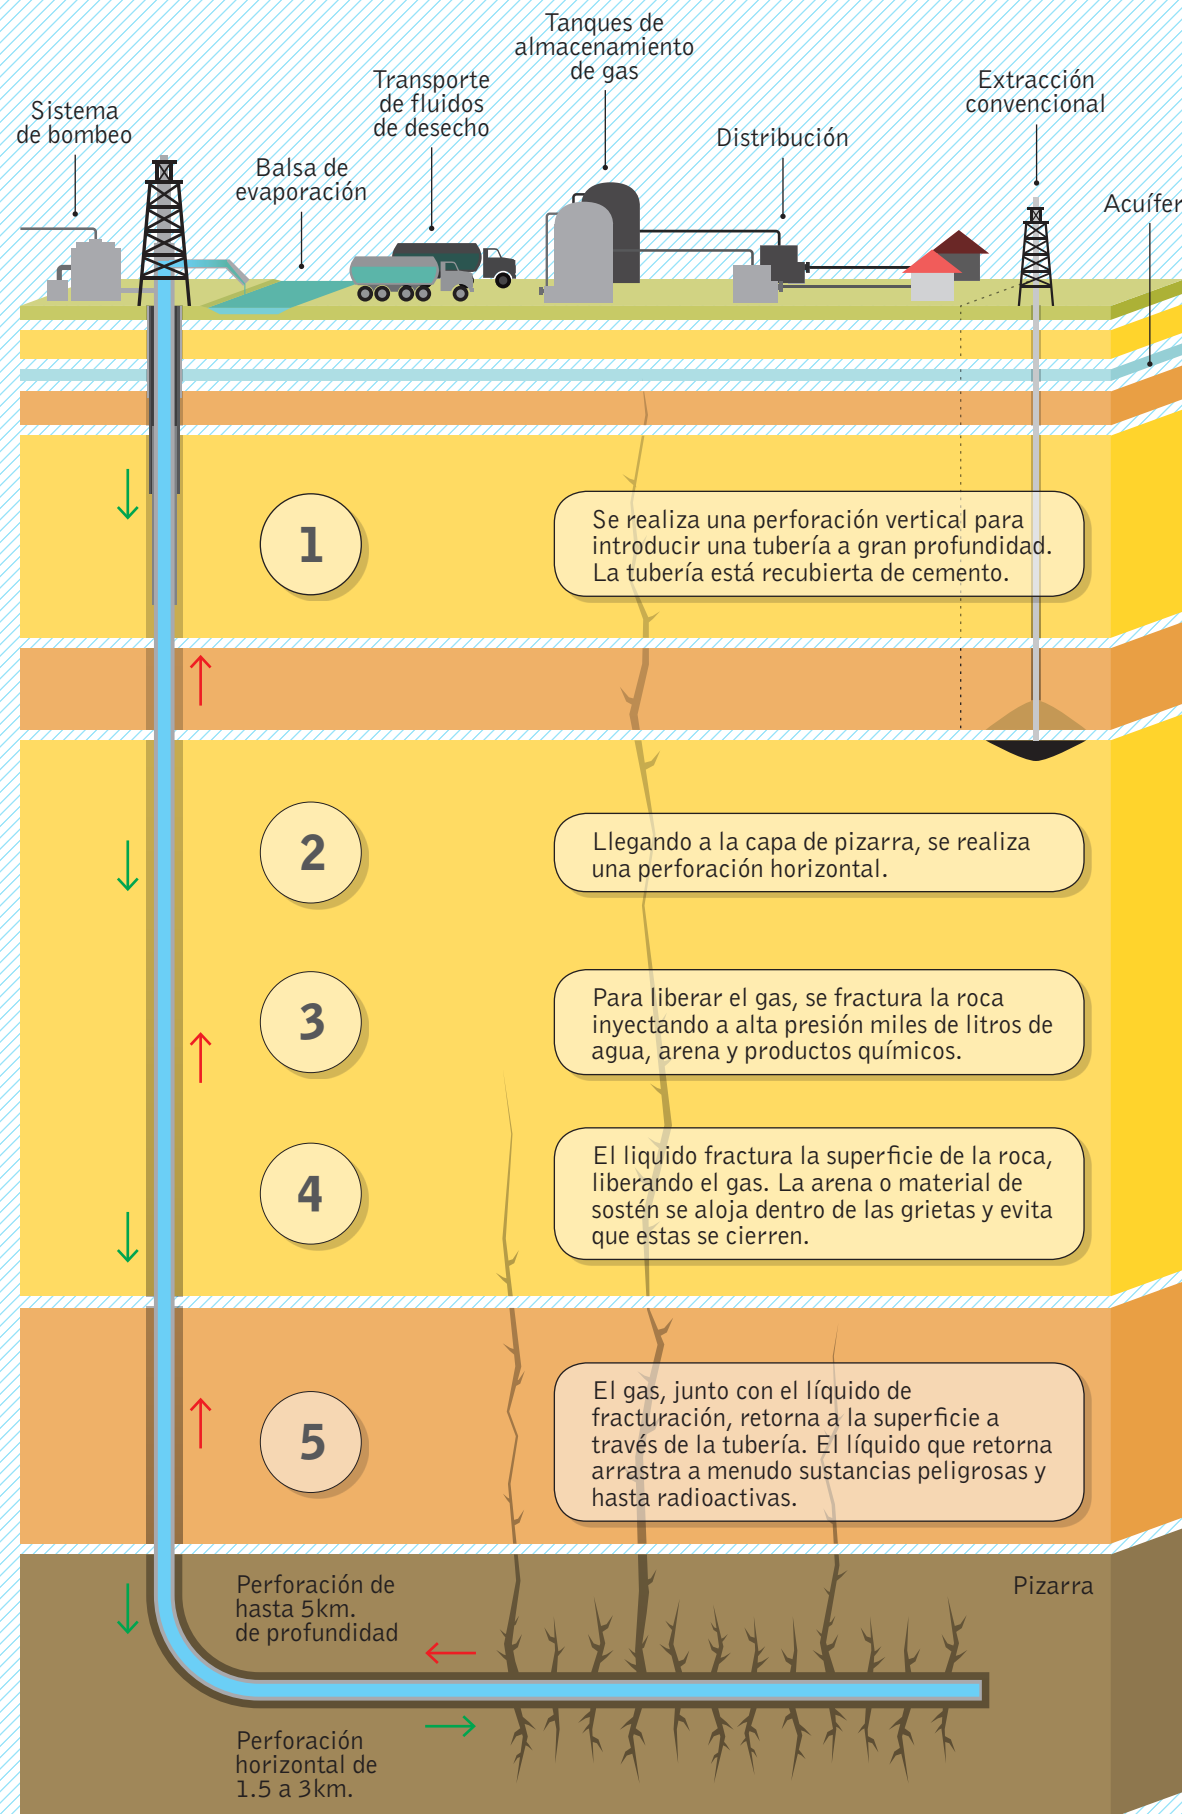 Tanques de
almacenamiento
de gas
Transporte
de fluidos
de desecho
Extracción
convencional
Sistema
de bombeo
Distribución
Balsa de
evaporación
Acuífer
1
Se realiza una perforación vertical para
introducir una tubería a gran profundidad.
La tubería está recubierta de cemento.
2
Llegando a la capa de pizarra, se realiza
una perforación horizontal.
3
Para liberar el gas, se fractura la roca
inyectando a alta presión miles de litros de
agua, arena y productos químicos.
4
El liquido fractura la superficie de la roca,
liberando el gas. La arena o material de
sostén se aloja dentro de las grietas y evita
que estas se cierren.
5
El gas, junto con el líquido de
fracturación, retorna a la superficie a
través de la tubería. El líquido que retorna
arrastra a menudo sustancias peligrosas y
hasta radioactivas.
Perforación de
hasta 5km.
de profundidad
Pizarra
Perforación
horizontal de
1.5 a 3km.